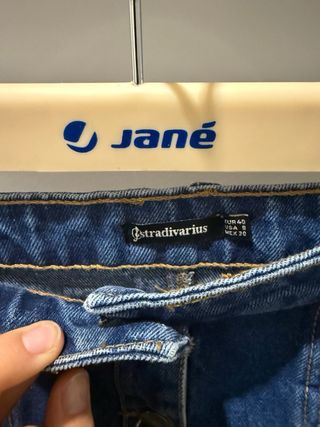 Jané
stradivarius
EUR 40
USA 8
MEX 30